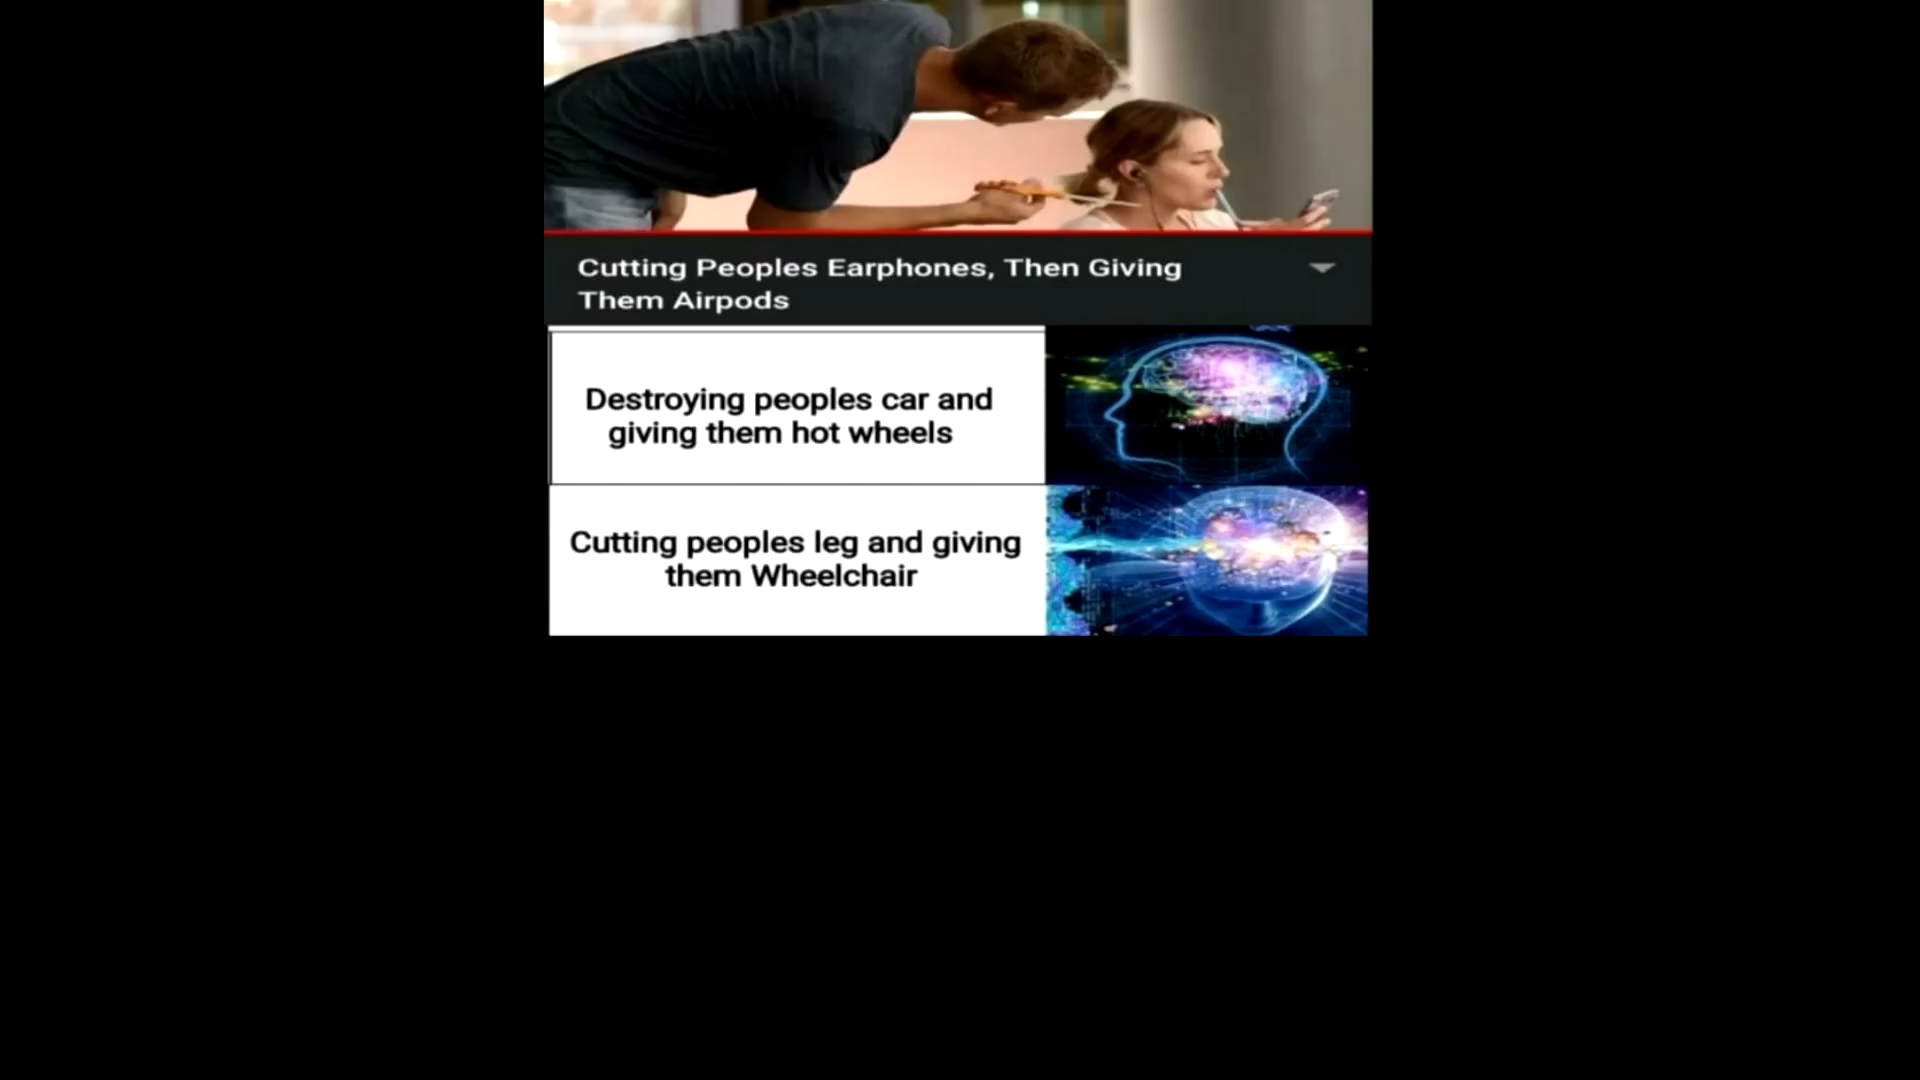 Cutting Peoples Earphones, Then Giving
Them Airpods
Destroying peoples car and
giving them hot wheels
Cutting peoples leg and giving
them Wheelchair